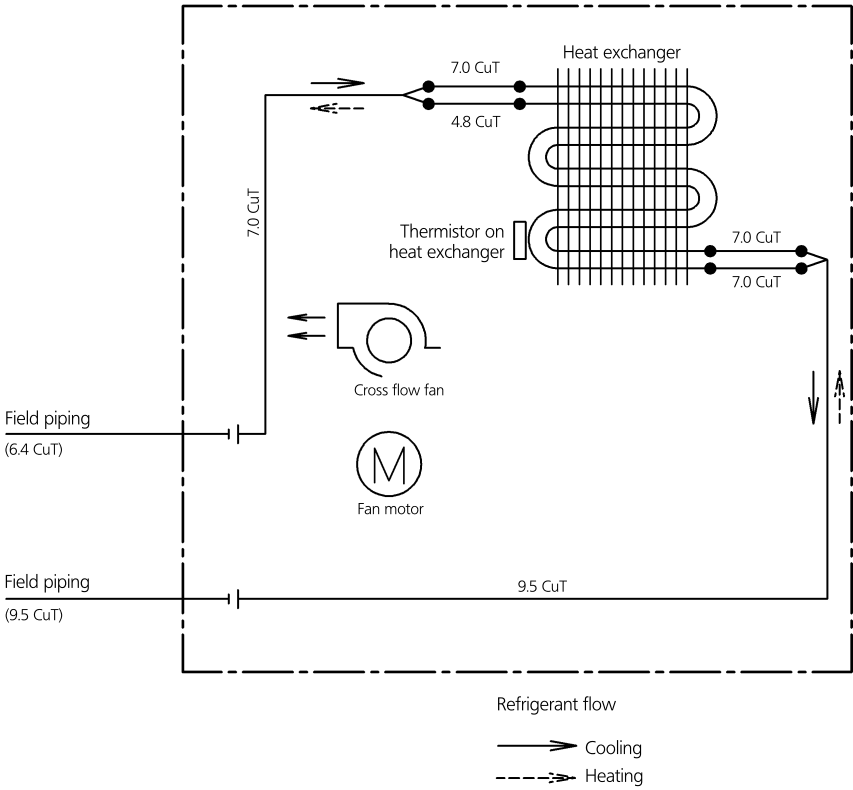 Heat exchanger
7.0 CuT
4.8 CuT
7.0 CuT
Thermistor on
heat exchanger
7.0 CuT
7.0 CuT
Cross flow fan
Field piping
(6.4 CuT)
M
Fan motor
Field piping
(9.5 CuT)
9.5 CuT
Refrigerant flow
Cooling
Heating